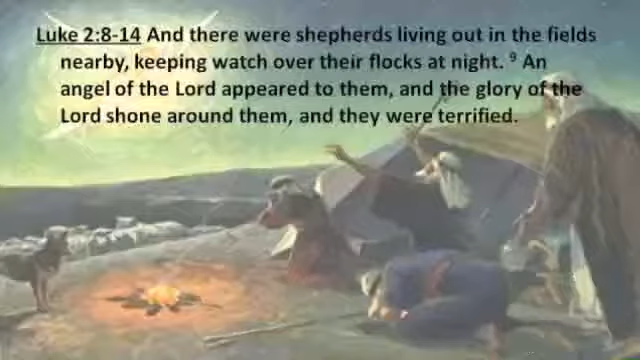 Luke 2:8-14 And there were shepherds living out in the fields
nearby, keeping watch over their flocks at night. ⁹ An
angel of the Lord appeared to them, and the glory of the
Lord shone around them, and they were terrified.